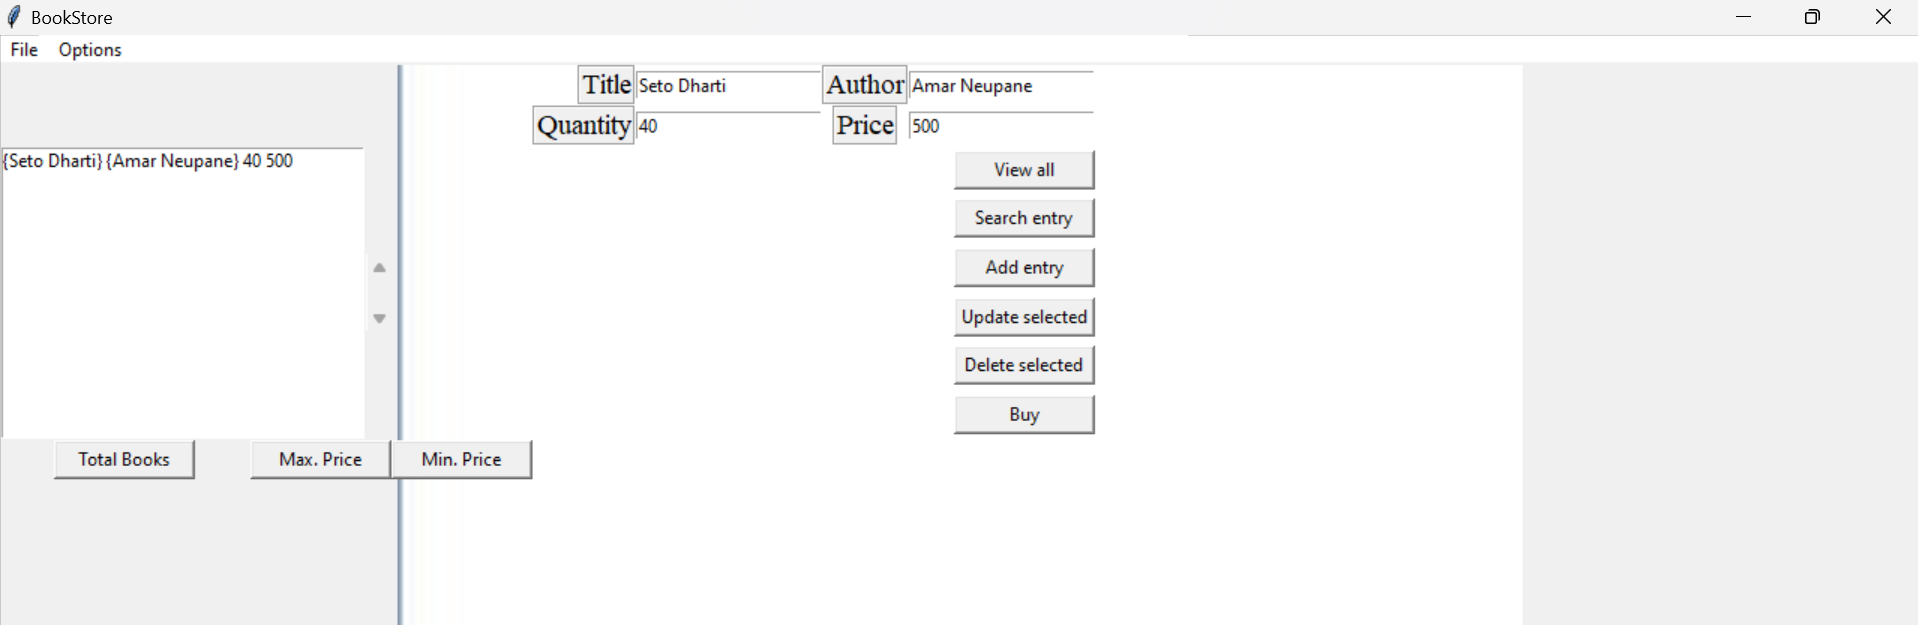 BookStore
File Options
Title Seto Dharti Author Amar Neupane
Quantity 40 Price 500
{Seto Dharti} {Amar Neupane} 40 500
View all
Search entry
Add entry
Update selected
Delete selected
Buy
Total Books Max. Price Min. Price